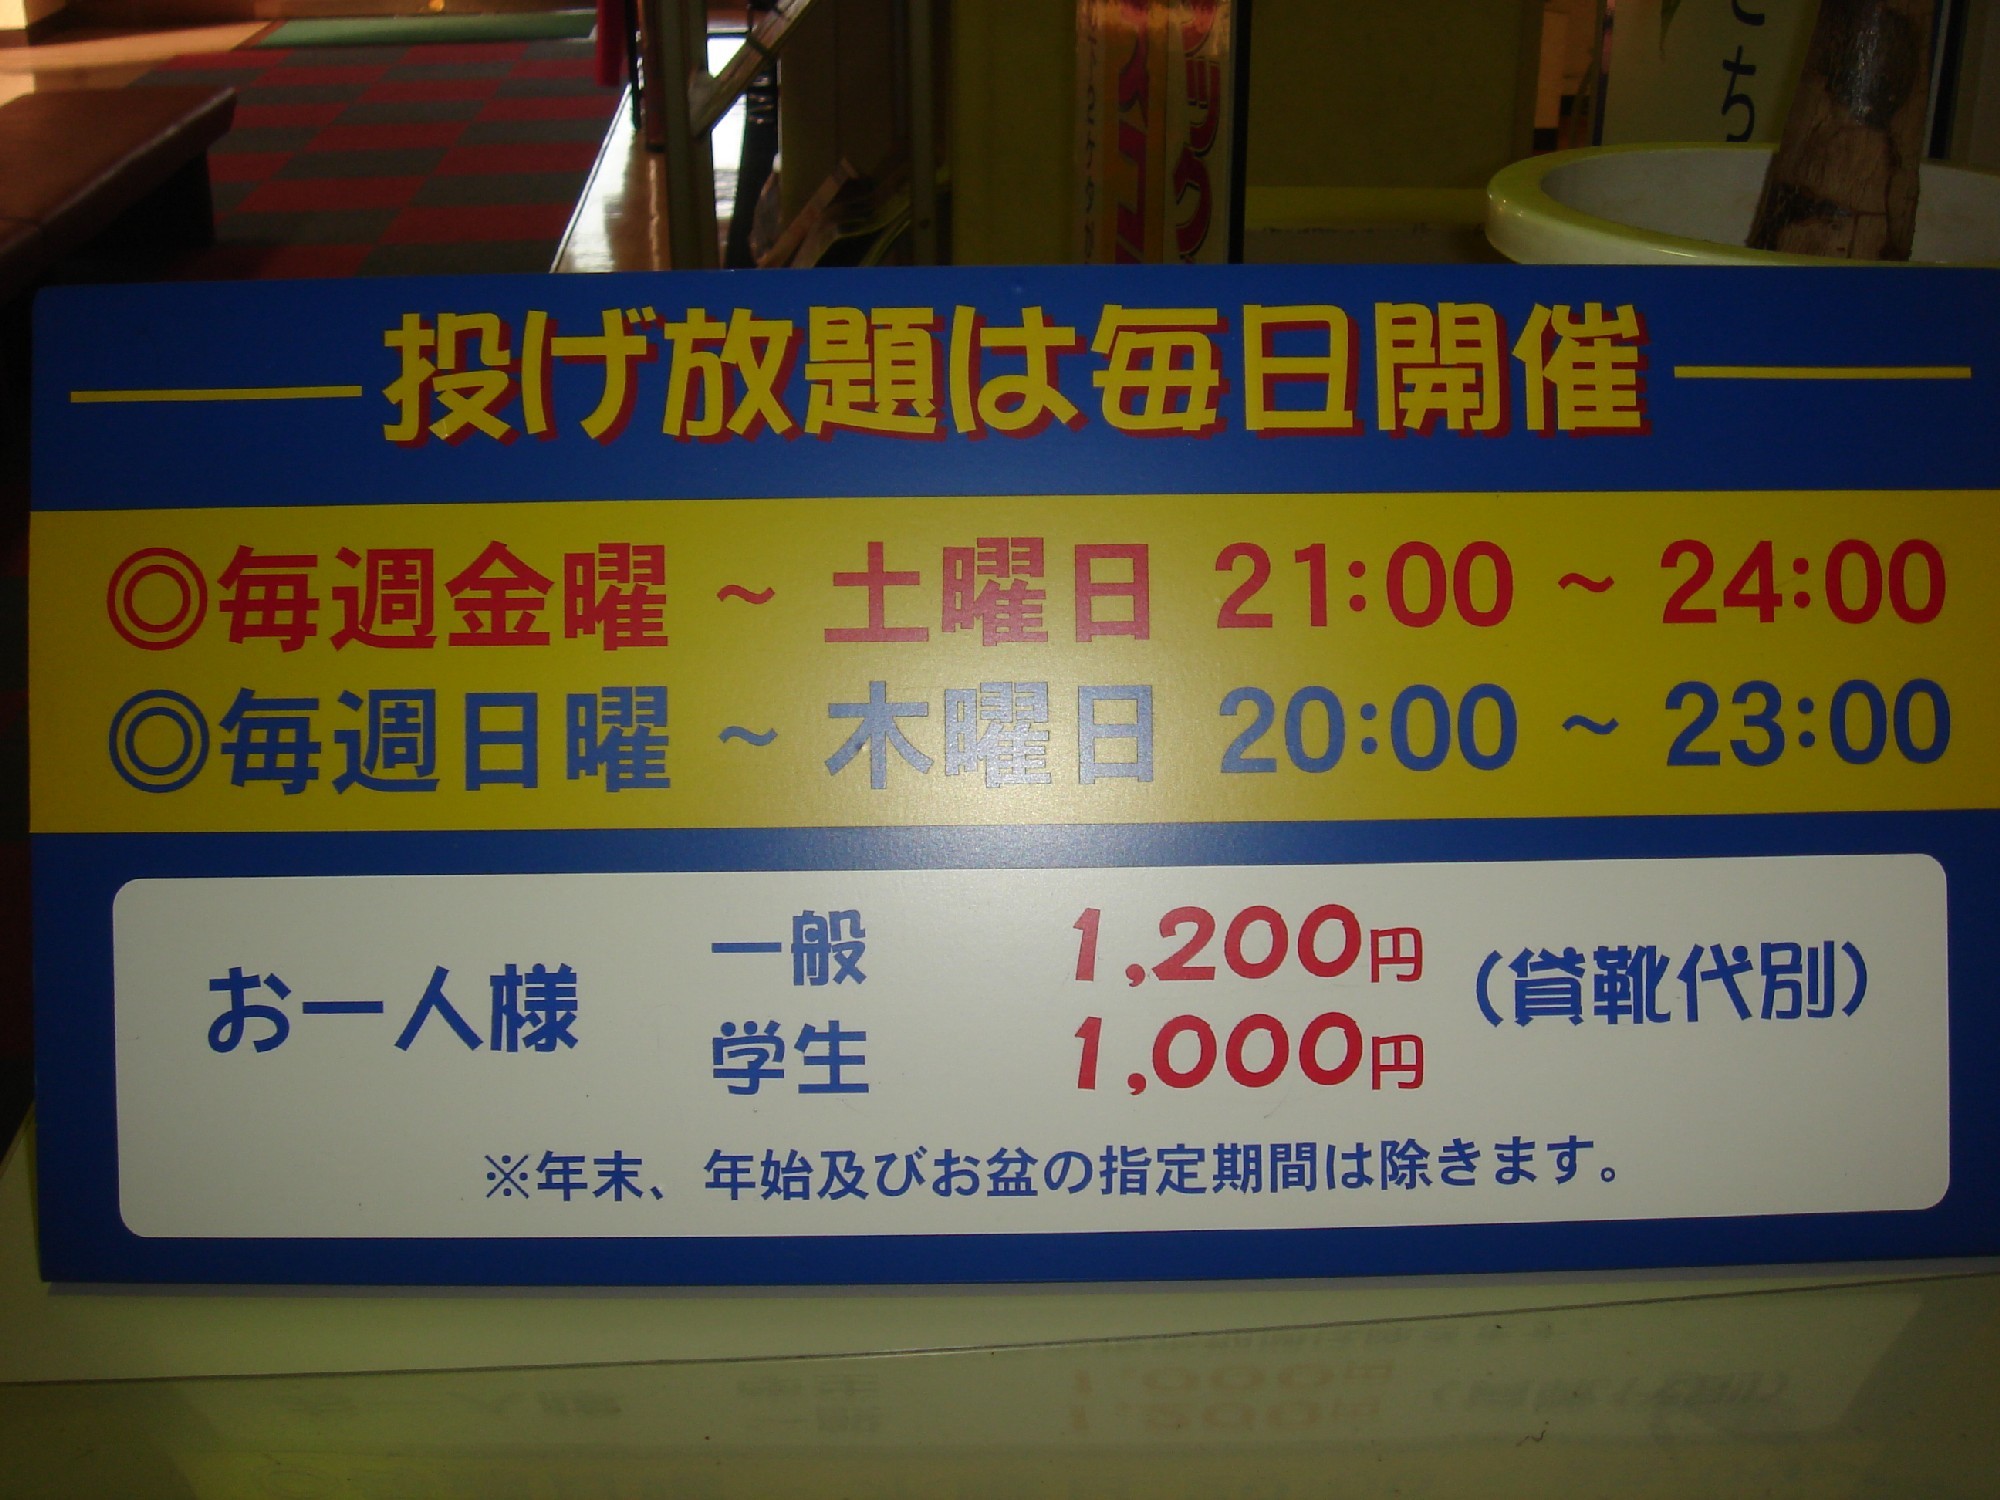 投げ放題は毎日開催
◎毎週金曜 ~ 土曜日 21:00 ~ 24:00
◎毎週日曜 ~ 木曜日 20:00 ~ 23:00
お一人様
一般 1,200円
学生 1,000円
(貸靴代別)
※年末、年始及びお盆の指定期間は除きます。